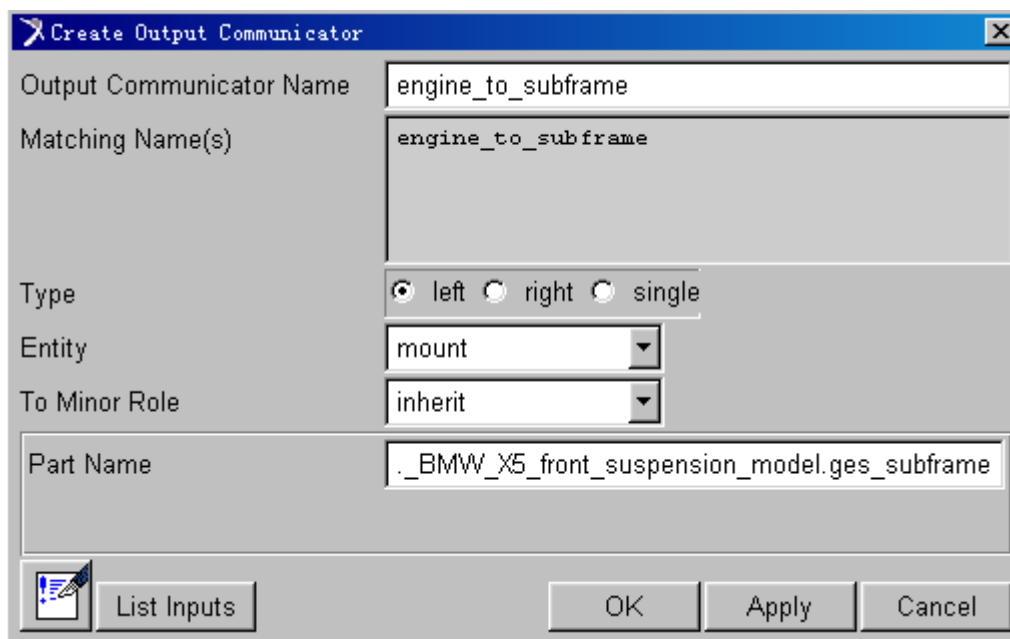 Create Output Communicator
Output Communicator Name engine_to_subframe
Matching Name(s) engine_to_subframe
Type left right single
Entity mount
To Minor Role inherit
Part Name ._BMW_X5_front_suspension_model.ges_subframe
List Inputs OK Apply Cancel